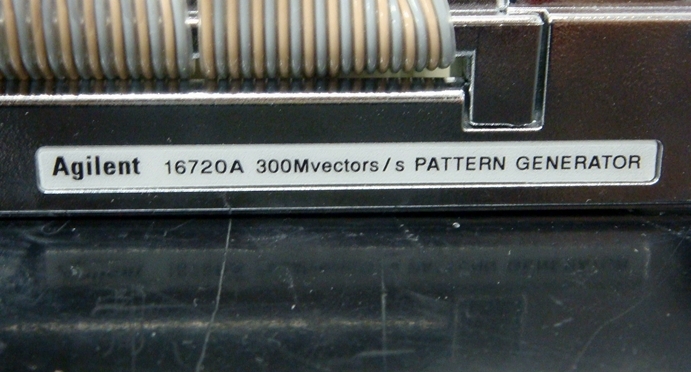 Agilent 16720A 300Mvectors/s PATTERN GENERATOR